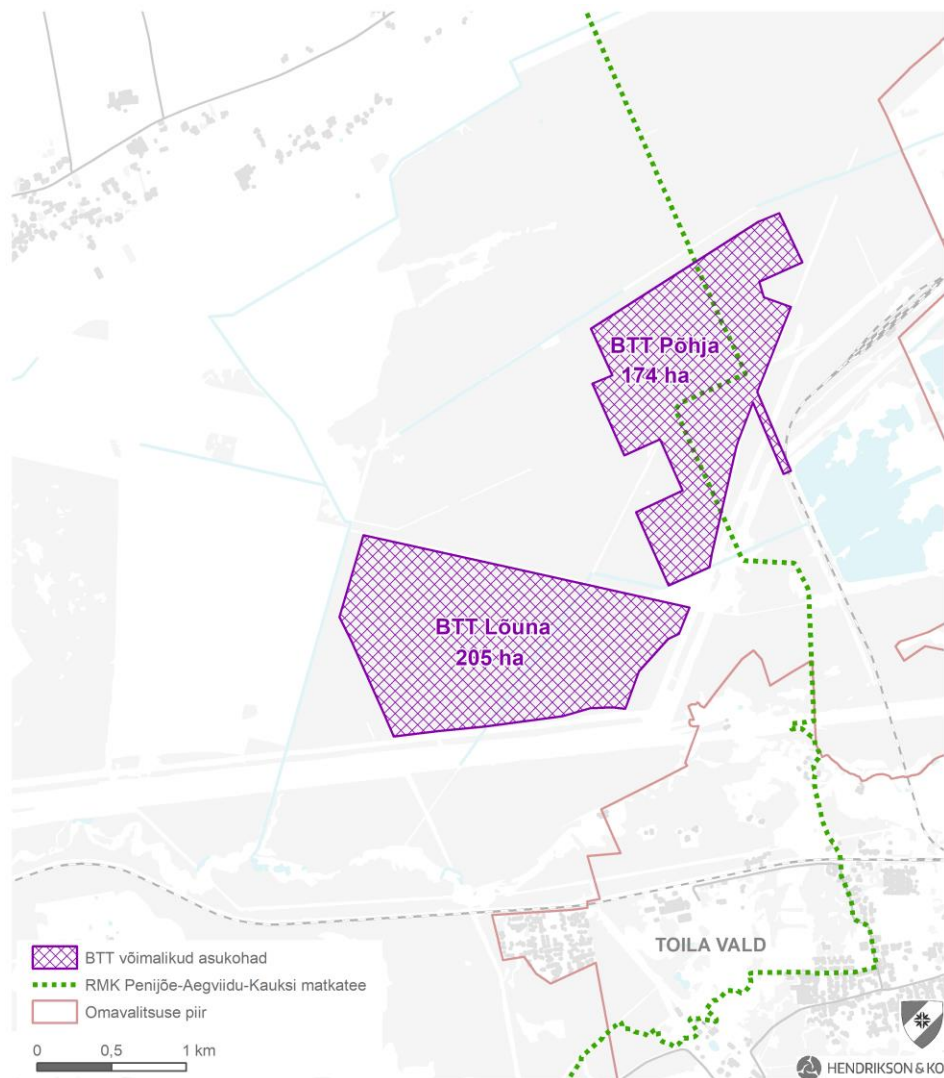 BTT Põhja
174 ha
BTT Lõuna
205 ha
TOILA VALD
BTT võimalikud asukohad
RMK Penijõe-Aegviidu-Kauksi matkatee
Omavalitsuse piir
0 0,5 1 km
HENDRIKSON & KO